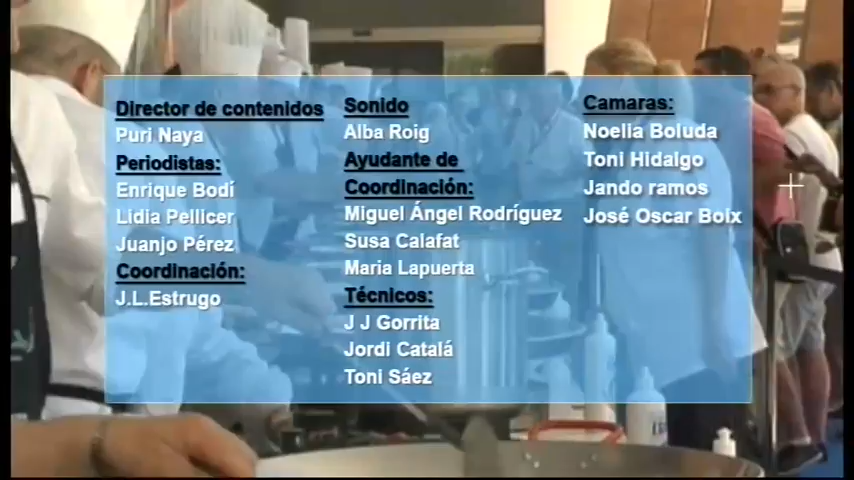 Director de contenidos
Puri Naya
Periodistas:
Enrique Bodí
Lidia Pellicer
Juanjo Pérez
Coordinación:
J.L.Estrugo
Sonido
Alba Roig
Ayudante de
Coordinación:
Miguel Ángel Rodríguez
Susa Calafat
Maria Lapuerta
Técnicos:
J J Gorrita
Jordi Catalá
Toni Sáez
Camaras:
Noelia Boluda
Toni Hidalgo
Jando ramos
José Oscar Boix